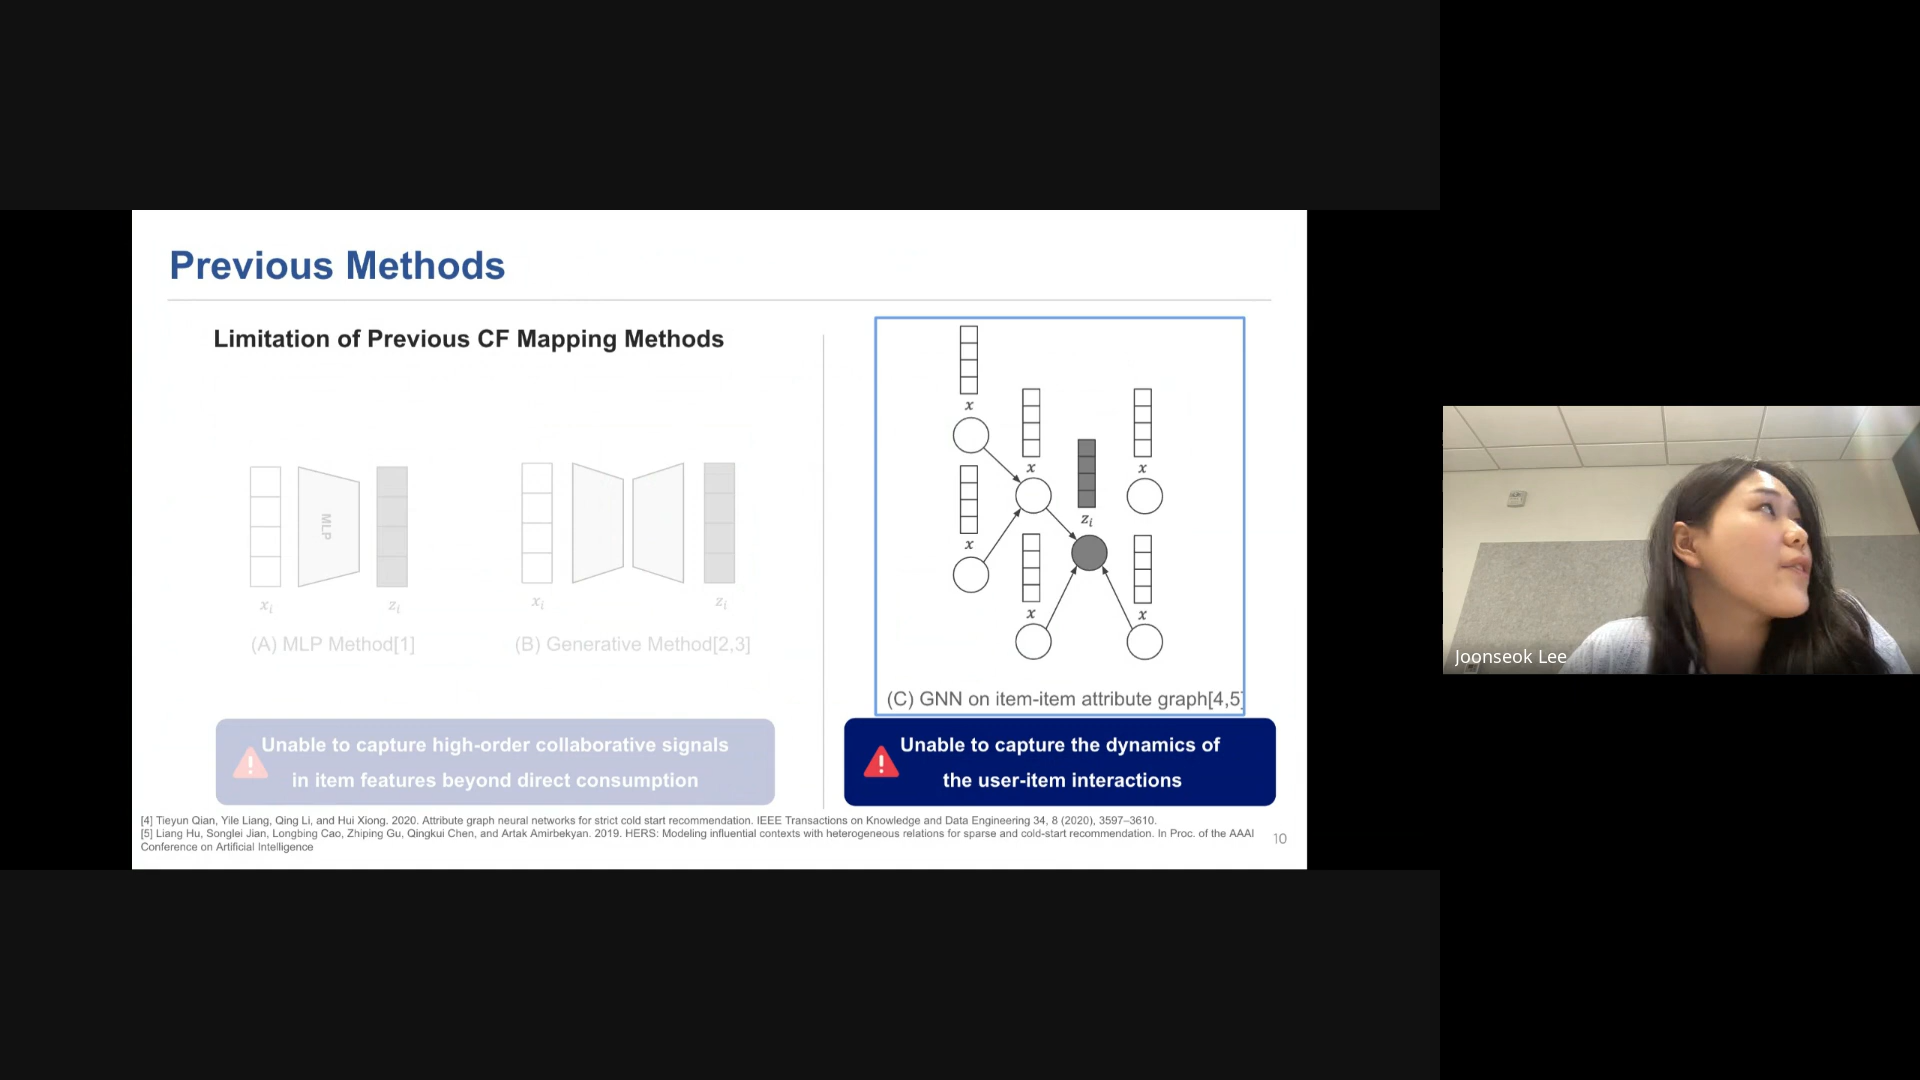 Previous Methods
Limitation of Previous CF Mapping Methods
MLP
x_i
z_i
(A) MLP Method[1]
x_i
z_i
(B) Generative Method[2,3]
x
x
x
x
z_i
x
x
(C) GNN on item-item attribute graph[4,5]
Unable to capture high-order collaborative signals
in item features beyond direct consumption
Unable to capture the dynamics of
the user-item interactions
[4] Tieyun Qian, Yile Liang, Qing Li, and Hui Xiong. 2020. Attribute graph neural networks for strict cold start recommendation. IEEE Transactions on Knowledge and Data Engineering 34, 8 (2020), 3597–3610.
[5] Liang Hu, Songlei Jian, Longbing Cao, Zhiping Gu, Qingkui Chen, and Artak Amirbekyan. 2019. HERS: Modeling influential contexts with heterogeneous relations for sparse and cold-start recommendation. In Proc. of the AAAI
Conference on Artificial Intelligence
10
Joonseok Lee